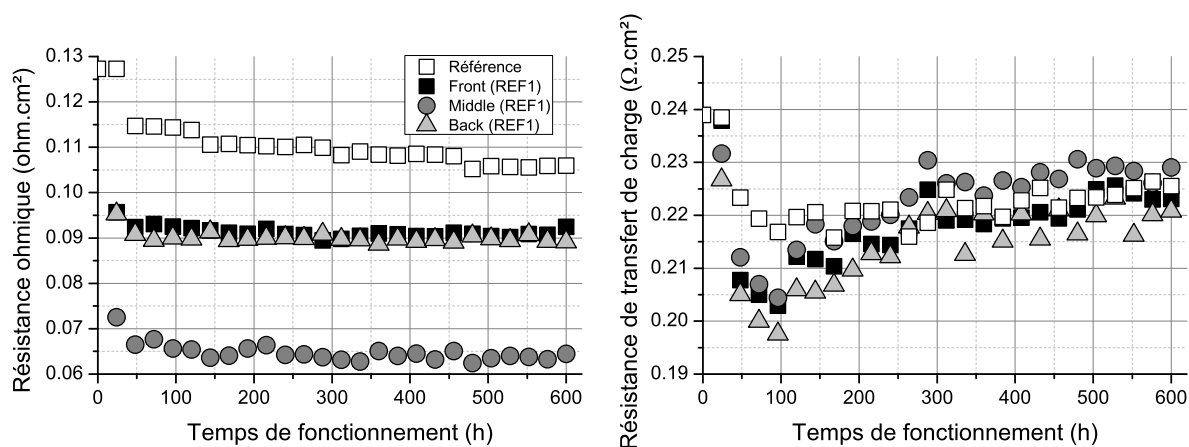 0.13
0.12
0.11
0.10
0.09
0.08
0.07
0.06
Résistance ohmique (ohm.cm²)
0 100 200 300 400 500 600
Temps de fonctionnement (h)
Référence
Front (REF1)
Middle (REF1)
Back (REF1)
0.25
0.24
0.23
0.22
0.21
0.20
0.19
Résistance de transfert de charge (Ω.cm²)
0 100 200 300 400 500 600
Temps de fonctionnement (h)